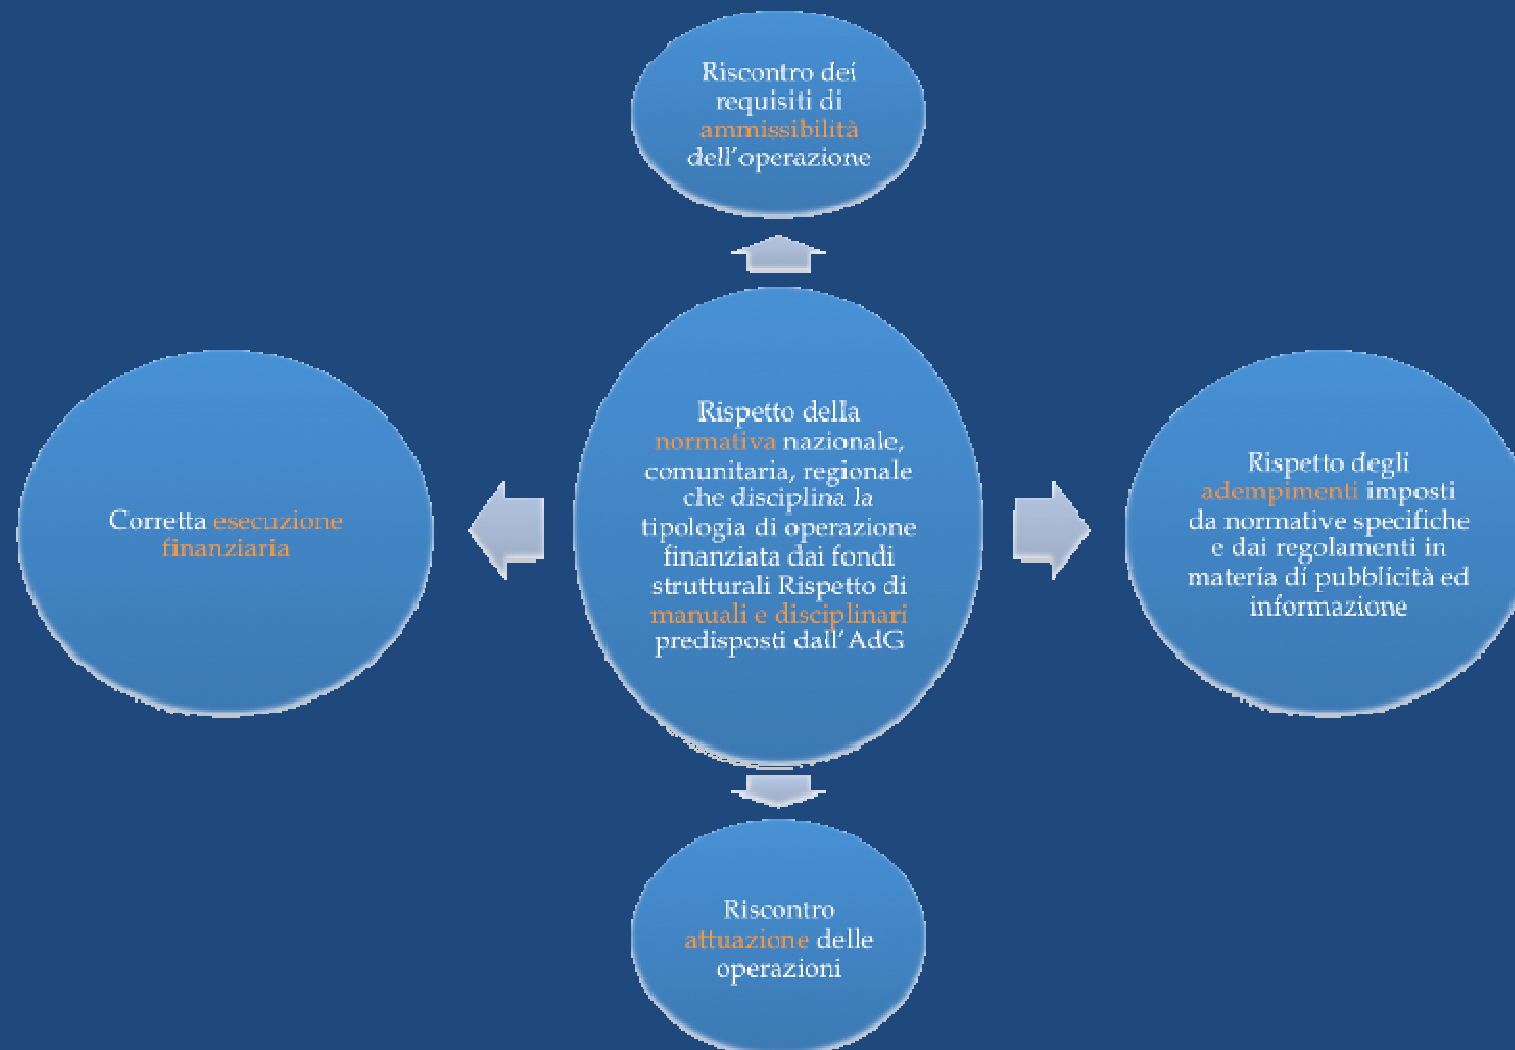 Riscontro dei
requisiti di
ammissibilità
dell'operazione
Corretta esecuzione
finanziaria
Rispetto della
normativa nazionale,
comunitaria, regionale
che disciplina la
tipologia di operazione
finanziata dai fondi
strutturali Rispetto di
manuali e disciplinari
predisposti dall'AdG
Rispetto degli
adempimenti imposti
da normative specifiche
e dai regolamenti in
materia di pubblicità ed
informazione
Riscontro
attuazione delle
operazioni